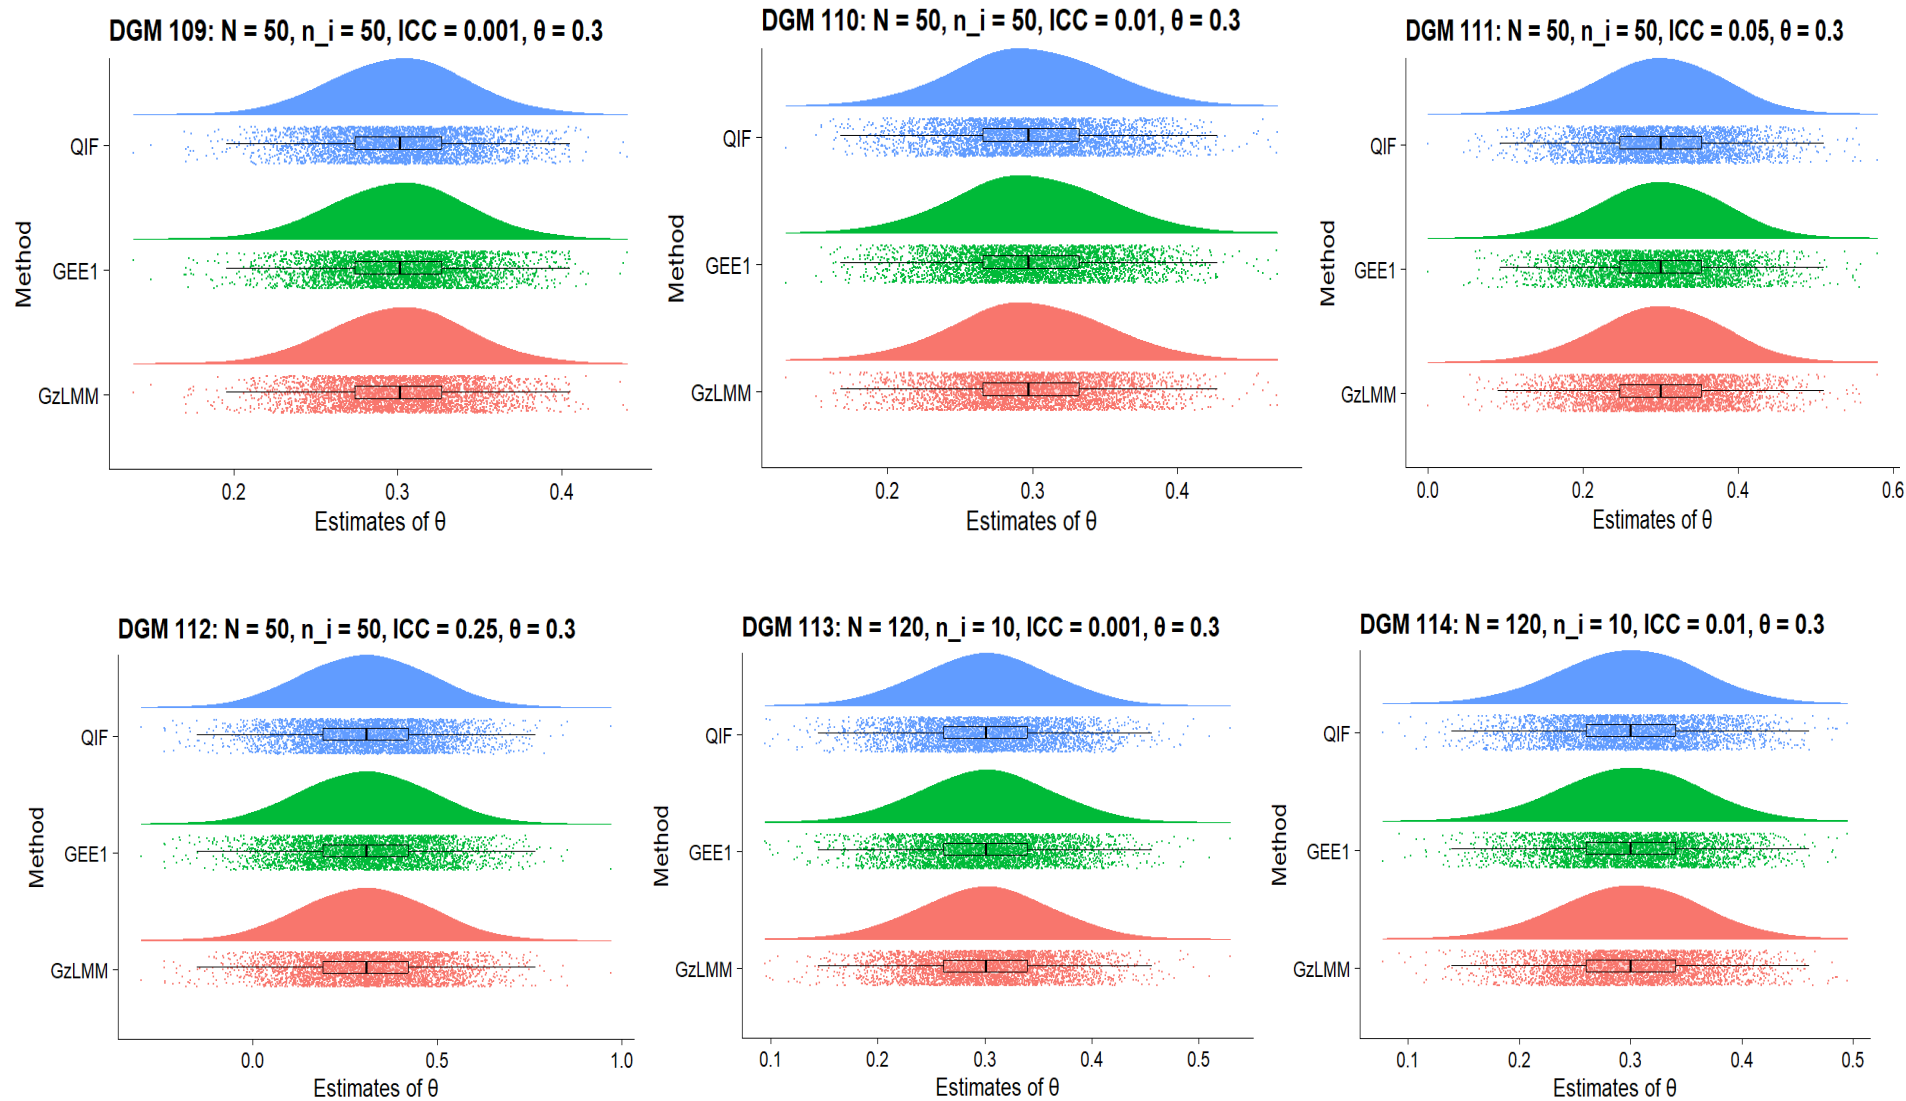 DGM 109: N = 50, n_i = 50, ICC = 0.001, θ = 0.3
QIF
GEE1
GzLMM
Method
0.2 0.3 0.4
Estimates of θ
DGM 110: N = 50, n_i = 50, ICC = 0.01, θ = 0.3
QIF
GEE1
GzLMM
Method
0.2 0.3 0.4
Estimates of θ
DGM 111: N = 50, n_i = 50, ICC = 0.05, θ = 0.3
QIF
GEE1
GzLMM
Method
0.0 0.2 0.4 0.6
Estimates of θ
DGM 112: N = 50, n_i = 50, ICC = 0.25, θ = 0.3
QIF
GEE1
GzLMM
Method
0.0 0.5 1.0
Estimates of θ
DGM 113: N = 120, n_i = 10, ICC = 0.001, θ = 0.3
QIF
GEE1
GzLMM
Method
0.1 0.2 0.3 0.4 0.5
Estimates of θ
DGM 114: N = 120, n_i = 10, ICC = 0.01, θ = 0.3
QIF
GEE1
GzLMM
Method
0.1 0.2 0.3 0.4 0.5
Estimates of θ